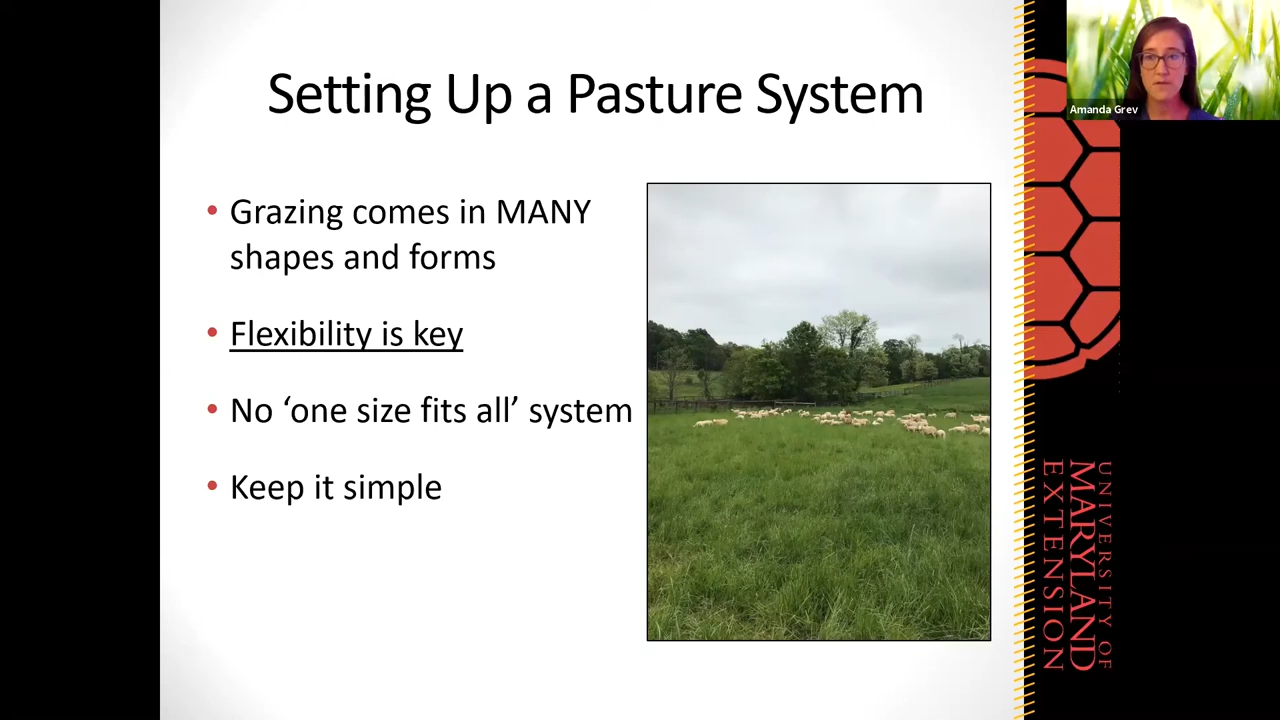 Setting Up a Pasture System
Amanda Grev
• Grazing comes in MANY
shapes and forms
• Flexibility is key
• No ‘one size fits all’ system
• Keep it simple
UNIVERSITY OF
MARYLAND
EXTENSION